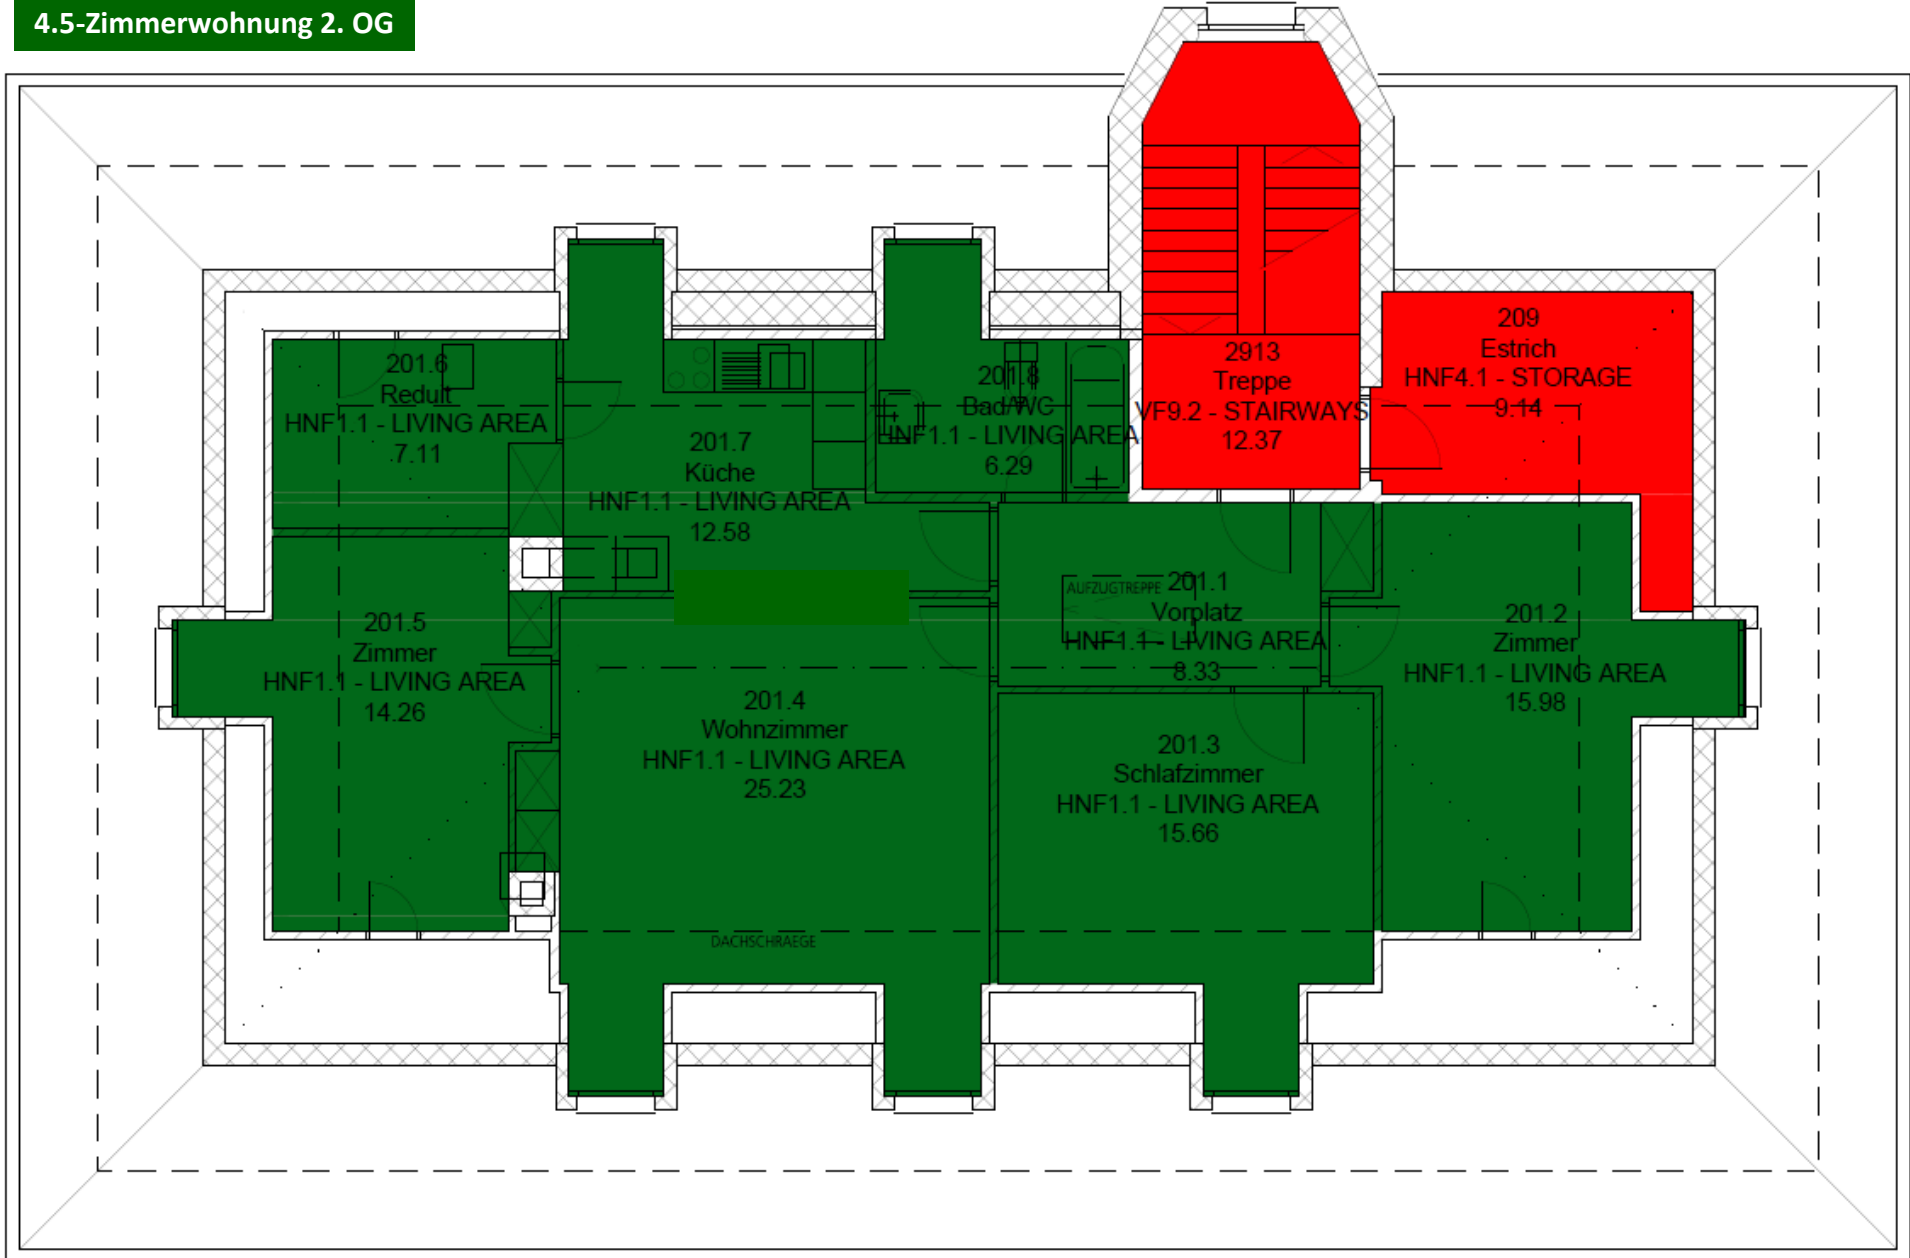 4.5-Zimmerwohnung 2. OG
209
Estrich
HNF4.1 - STORAGE
9.14
2913
Treppe
VF9.2 - STAIRWAYS
12.37
201.6
Reduit
HNF1.1 - LIVING AREA
7.11
201.7
Küche
HNF1.1 - LIVING AREA
12.58
201.8
Bad/WC
HNF1.1 - LIVING AREA
6.29
AUFZUGTREPPE
201.1
Vorplatz
HNF1.1 - LIVING AREA
8.33
201.2
Zimmer
HNF1.1 - LIVING AREA
15.98
201.5
Zimmer
HNF1.1 - LIVING AREA
14.26
201.4
Wohnzimmer
HNF1.1 - LIVING AREA
25.23
201.3
Schlafzimmer
HNF1.1 - LIVING AREA
15.66
DACHSCHRAEGE